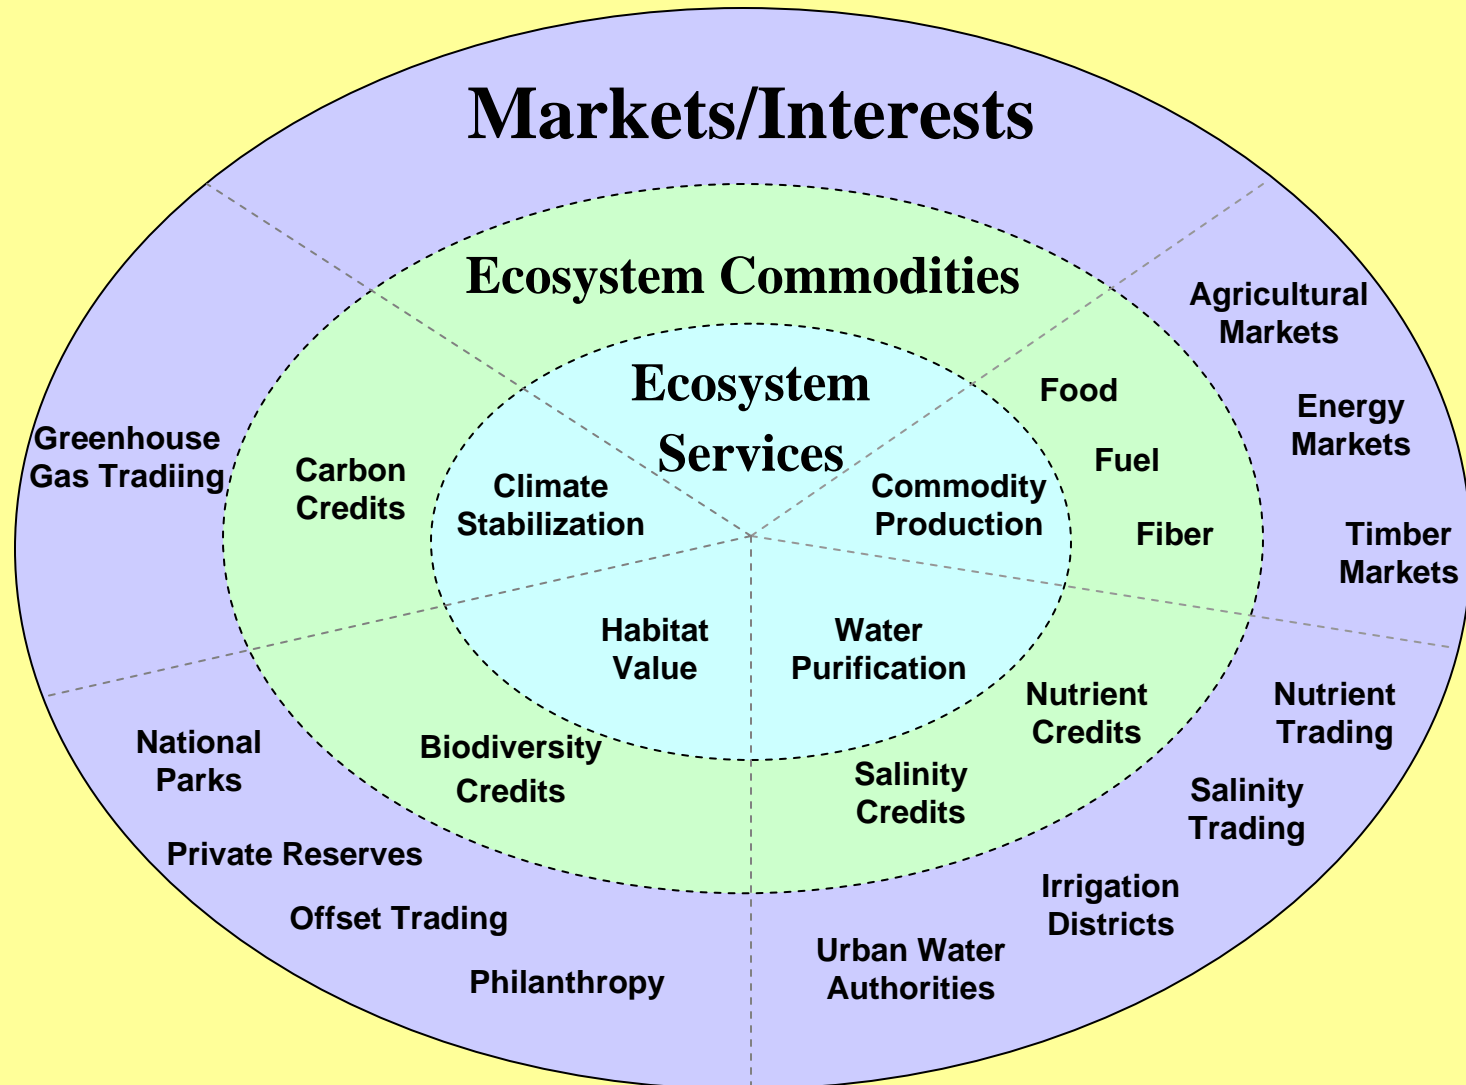 Markets/Interests
Ecosystem Commodities
Ecosystem
Services
Greenhouse
Gas Tradiing
Carbon
Credits
Climate
Stabilization
Commodity
Production
Food
Fuel
Fiber
Agricultural
Markets
Energy
Markets
Timber
Markets
Habitat
Value
Water
Purification
Biodiversity
Credits
Salinity
Credits
Nutrient
Credits
Nutrient
Trading
Salinity
Trading
Irrigation
Districts
Urban Water
Authorities
National
Parks
Private Reserves
Offset Trading
Philanthropy